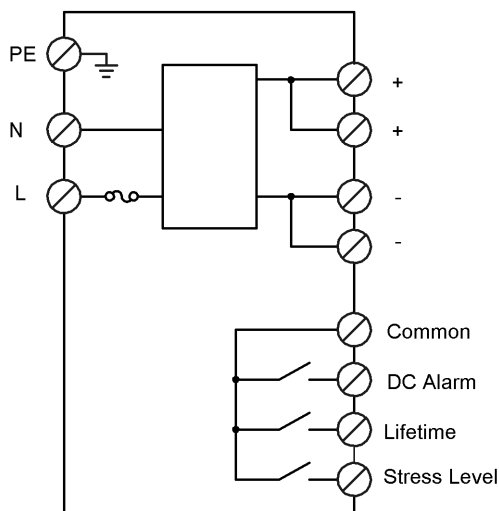 PE
N
L
+
+
-
-
Common
DC Alarm
Lifetime
Stress Level